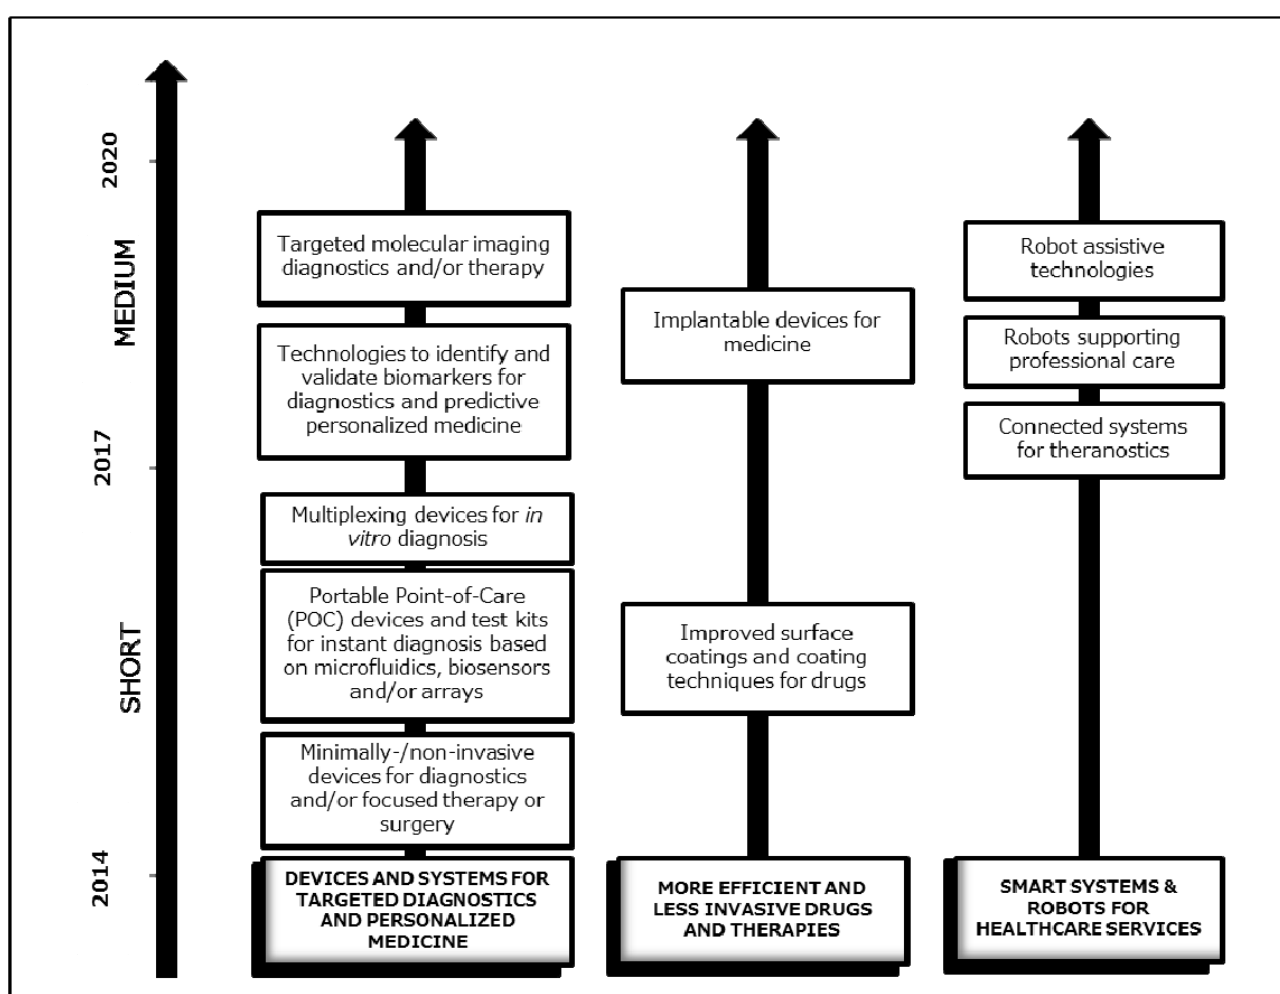 2020
MEDIUM
2017
SHORT
2014
Targeted molecular imaging
diagnostics and/or therapy
Technologies to identify and
validate biomarkers for
diagnostics and predictive
personalized medicine
Multiplexing devices for in
vitro diagnosis
Portable Point-of-Care
(POC) devices and test kits
for instant diagnosis based
on microfluidics, biosensors
and/or arrays
Minimally-/non-invasive
devices for diagnostics
and/or focused therapy or
surgery
DEVICES AND SYSTEMS FOR
TARGETED DIAGNOSTICS
AND PERSONALIZED
MEDICINE
Implantable devices for
medicine
Improved surface
coatings and coating
techniques for drugs
MORE EFFICIENT AND
LESS INVASIVE DRUGS
AND THERAPIES
Robot assistive
technologies
Robots supporting
professional care
Connected systems
for theranostics
SMART SYSTEMS &
ROBOTS FOR
HEALTHCARE SERVICES